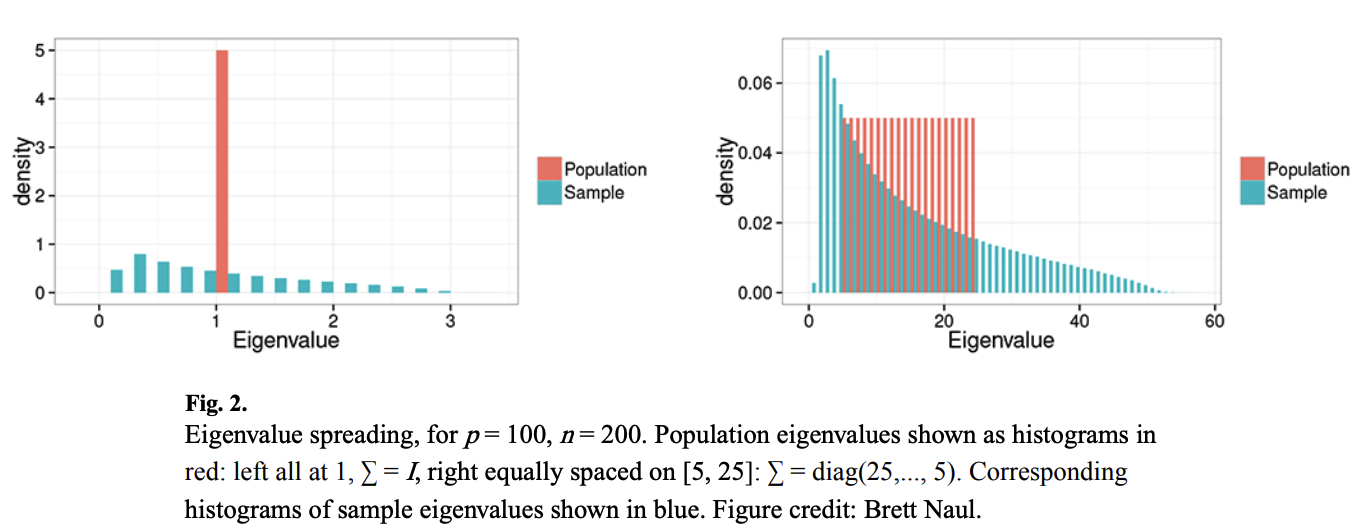 5
4
3
2
1
0
density
0
1
2
3
Eigenvalue
Population
Sample
0.06
0.04
0.02
0.00
density
0
20
40
60
Eigenvalue
Population
Sample
Fig. 2.
Eigenvalue spreading, for p = 100, n = 200. Population eigenvalues shown as histograms in
red: left all at 1, ∑ = I, right equally spaced on [5, 25]: ∑ = diag(25,..., 5). Corresponding
histograms of sample eigenvalues shown in blue. Figure credit: Brett Naul.